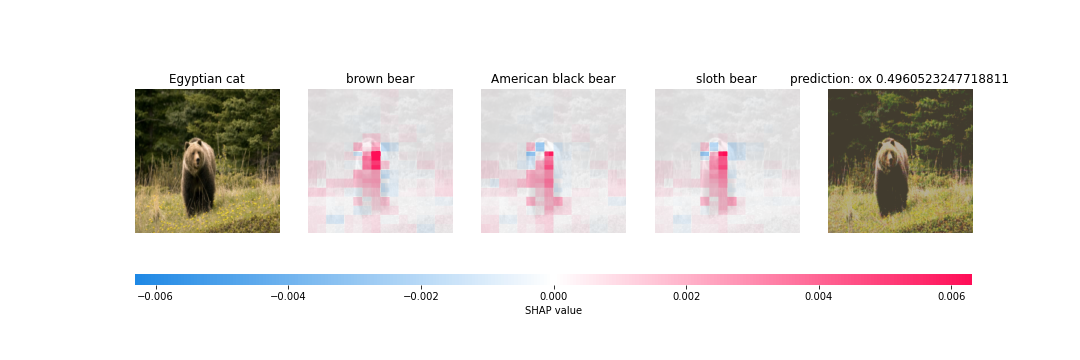 Egyptian cat
brown bear
American black bear
sloth bear
prediction: ox 0.4960523247718811
−0.006
−0.004
−0.002
0.000
0.002
0.004
0.006
SHAP value